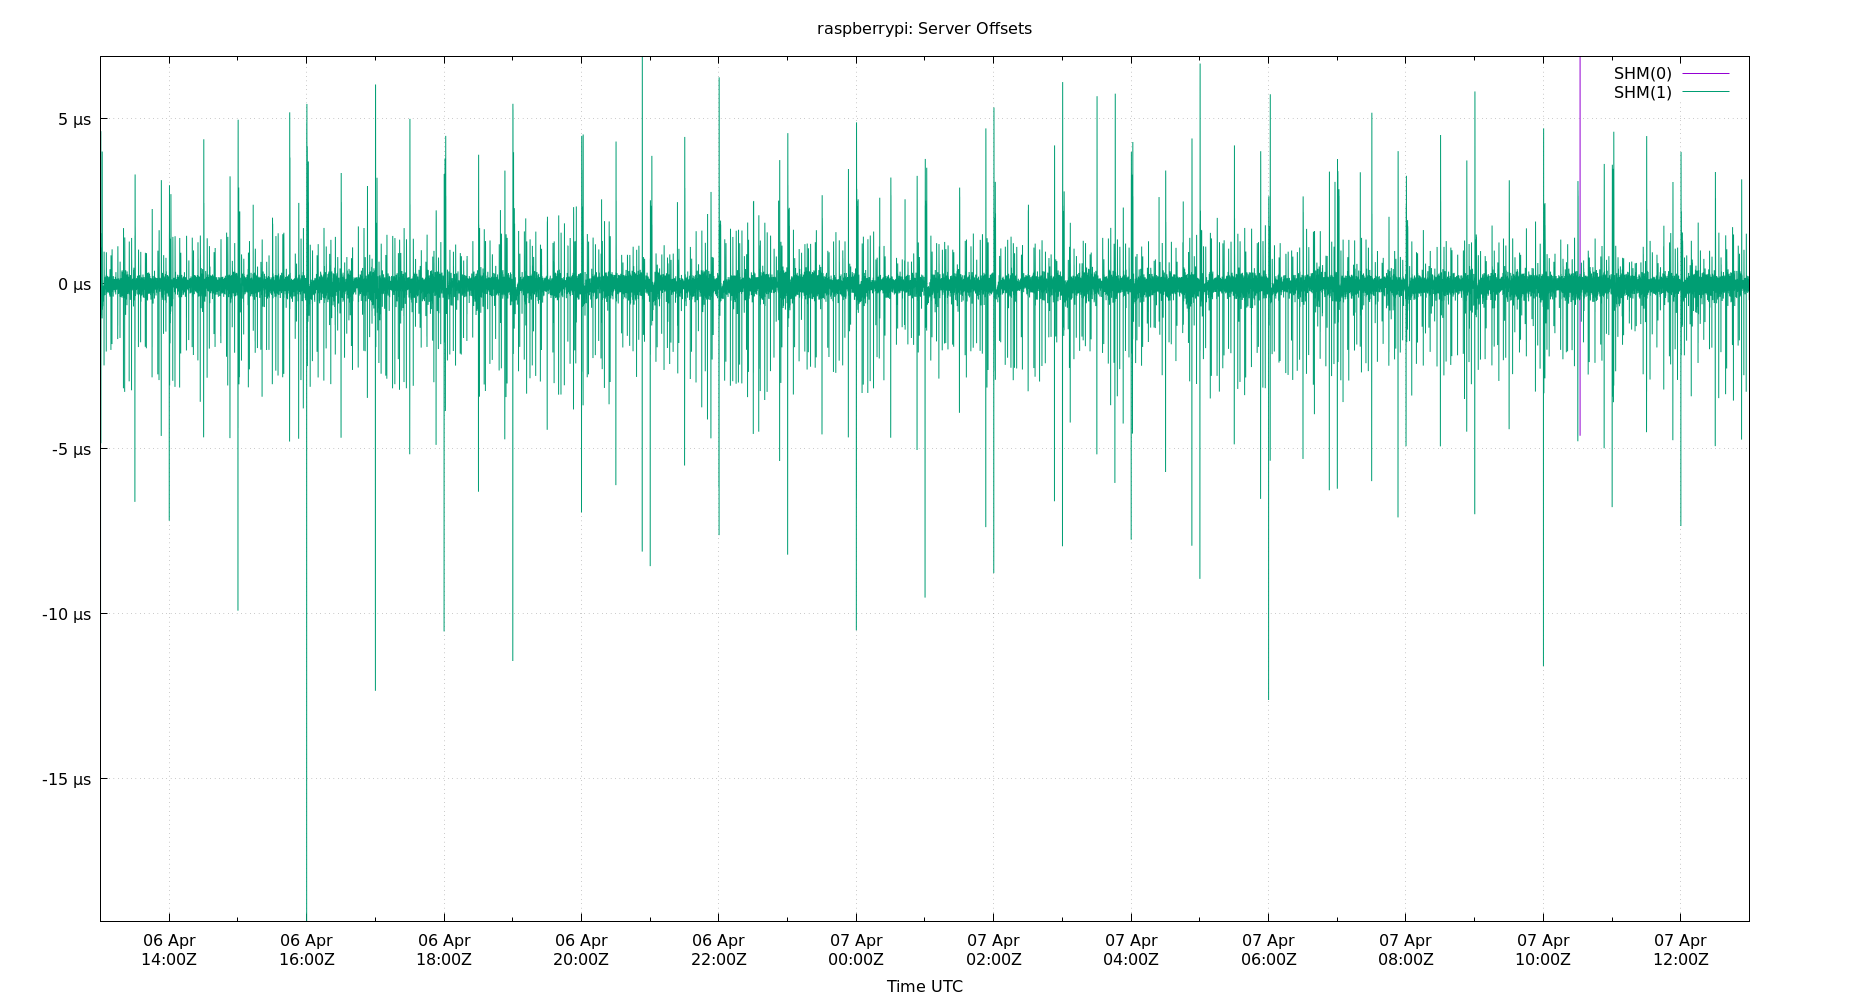 raspberrypi: Server Offsets
SHM(0)
SHM(1)
5 µs
0 µs
-5 µs
-10 µs
-15 µs
06 Apr 06 Apr 06 Apr 06 Apr 06 Apr 07 Apr 07 Apr 07 Apr 07 Apr 07 Apr 07 Apr 07 Apr
14:00Z 16:00Z 18:00Z 20:00Z 22:00Z 00:00Z 02:00Z 04:00Z 06:00Z 08:00Z 10:00Z 12:00Z
Time UTC